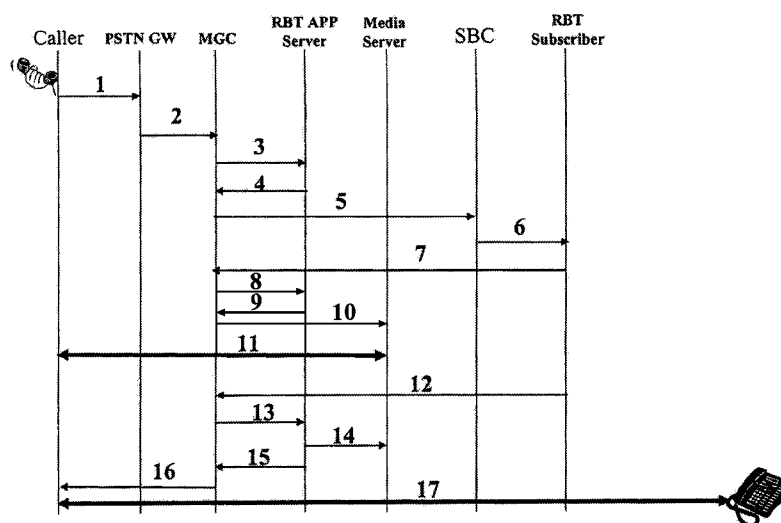 Caller
PSTN GW
MGC
RBT APP
Server
Media
Server
SBC
RBT
Subscriber
1
2
3
4
5
6
7
8
9
10
11
12
13
14
15
16
17